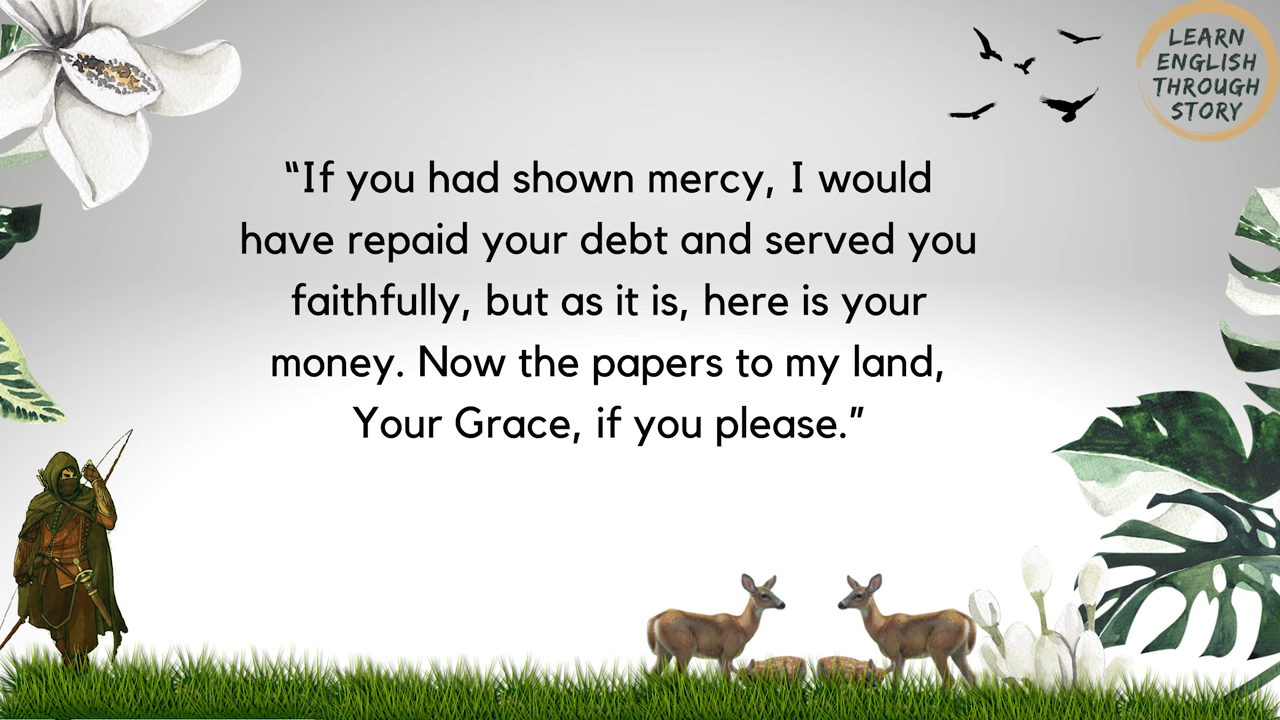 LEARN
ENGLISH
THROUGH
STORY
“If you had shown mercy, I would
have repaid your debt and served you
faithfully, but as it is, here is your
money. Now the papers to my land,
Your Grace, if you please.”